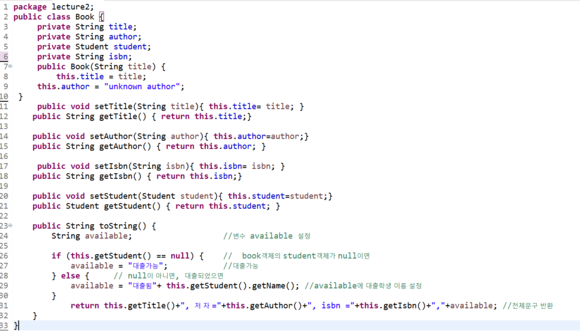 1 package lecture2;
2 public class Book {
3 private String title;
4 private String author;
5 private Student student;
6 private String isbn;
7 public Book(String title) {
8 this.title = title;
9 this.author = "unknown author";
10 }
11 public void setTitle(String title){ this.title= title; }
12 public String getTitle() { return this.title;}
13
14 public void setAuthor(String author){ this.author=author;}
15 public String getAuthor() { return this.author; }
16
17 public void setIsbn(String isbn){ this.isbn= isbn; }
18 public String getIsbn() { return this.isbn;}
19
20 public void setStudent(Student student){ this.student=student;}
21 public Student getStudent() { return this.student; }
22
23 public String toString() {
24 String available; //변수 available 설정
25
26 if (this.getStudent() == null) { // book객체의 student객체가 null이면
27 available = "대출가능"; //대출가능
28 } else { // null이 아니면, 대출되었으면
29 available = "대출됨"+ this.getStudent().getName(); //available에 대출학생 이름 설정
30 }
31 return this.getTitle()+", 저 자 ="+this.getAuthor()+", isbn ="+this.getIsbn()+","+available; //전체문구 반환
32 }
33 }